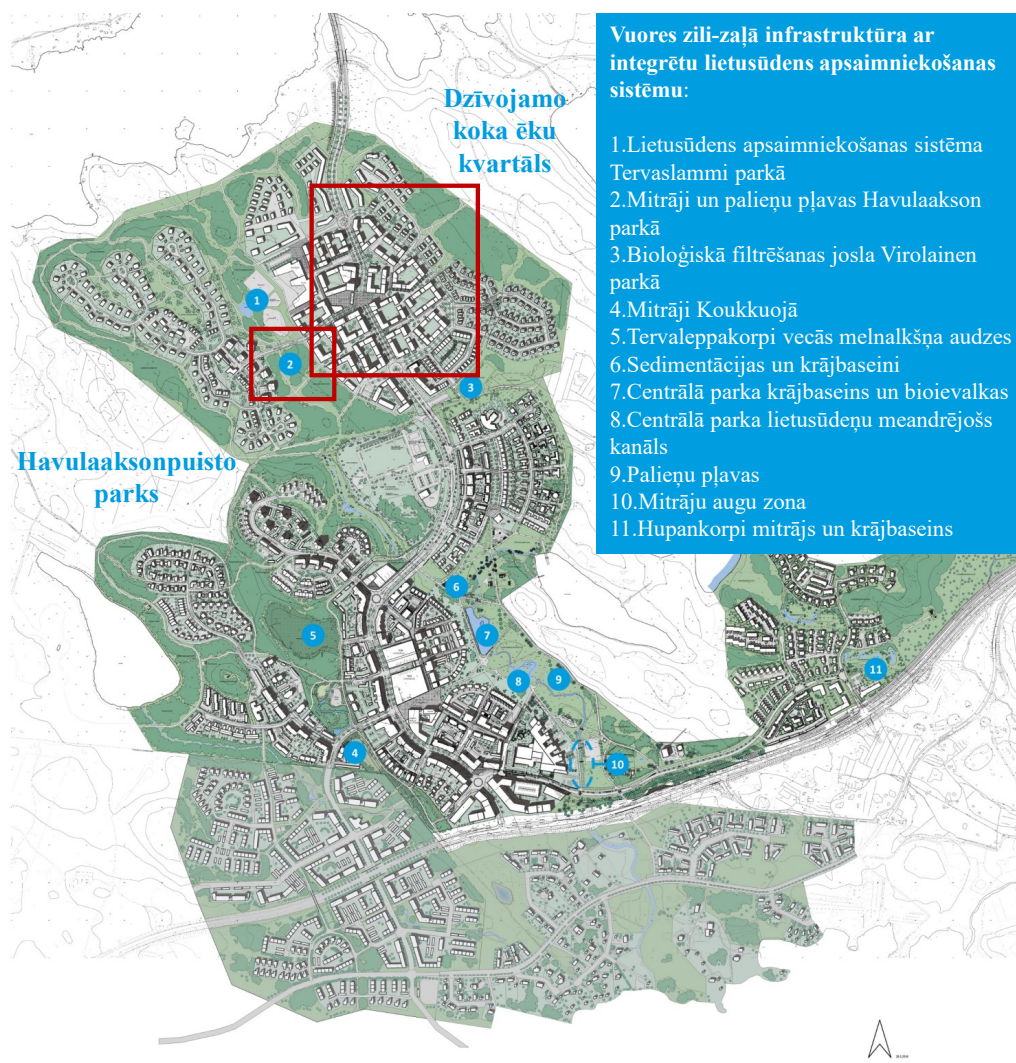 Vuores zili-zaļā infrastruktūra ar
integrētu lietusūdens apsaimniekošanas
sistēmu:
1.Lietusūdens apsaimniekošanas sistēma
Tervaslammi parkā
2.Mitrāji un palieņu pļavas Havulaakson
parkā
3.Bioloģiskā filtrēšanas josla Virolainen
parkā
4.Mitrāji Koukkuojā
5.Tervaleppakorpi vecās melnalkšņa audzes
6.Sedimentācijas un krājbaseini
7.Centrālā parka krājbaseins un bioievalkas
8.Centrālā parka lietusūdeņu meandrējošs
kanāls
9.Palieņu pļavas
10.Mitrāju augu zona
11.Hupankorpi mitrājs un krājbaseins
Dzīvojamo
koka ēku
kvartāls
1
2
3
Havulaaksonpuisto
parks
6
5
7
8
9
11
4
10